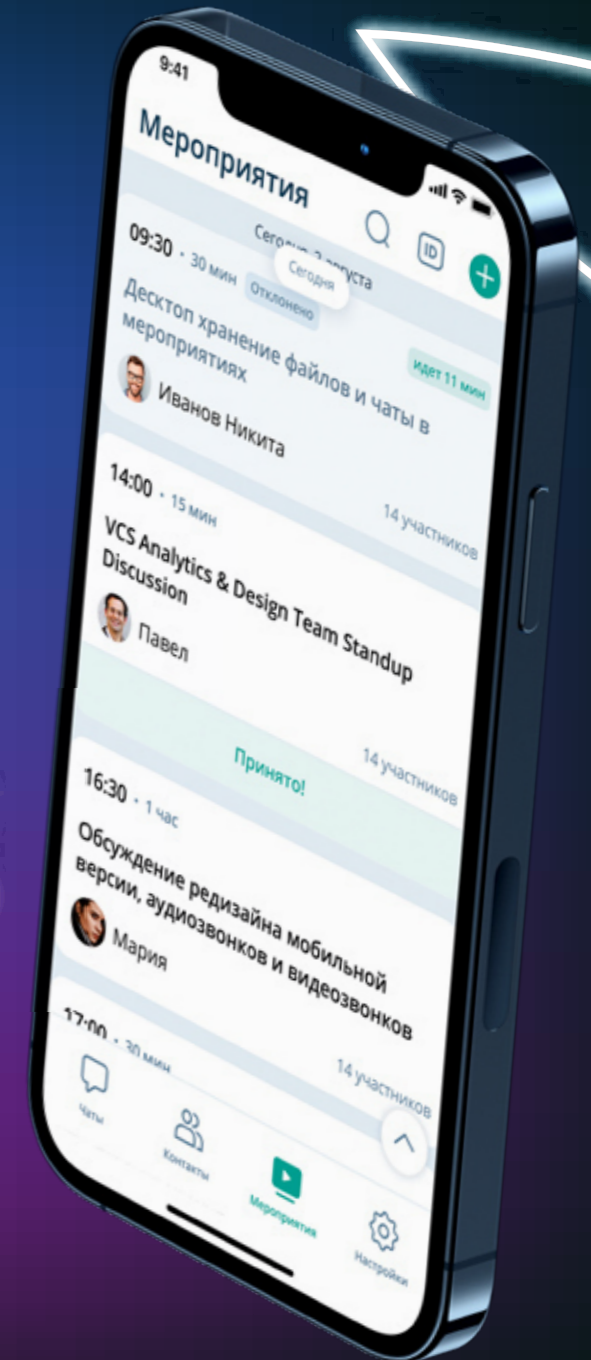 9:41
Мероприятия
ID
Сегодня
августа
09:30 · 30 мин Отклонено
идет 11 мин
Десктоп хранение файлов и чаты в
мероприятиях
Иванов Никита
14 участников
14:00 · 15 мин
VCS Analytics & Design Team Standup
Discussion
Павел
14 участников
Принято!
16:30 · 1 час
Обсуждение редизайна мобильной
версии, аудиозвонков и видеозвонков
Мария
14 участников
17:00 · 30 мин
Чаты
Контакты
Мероприятия
Настройки